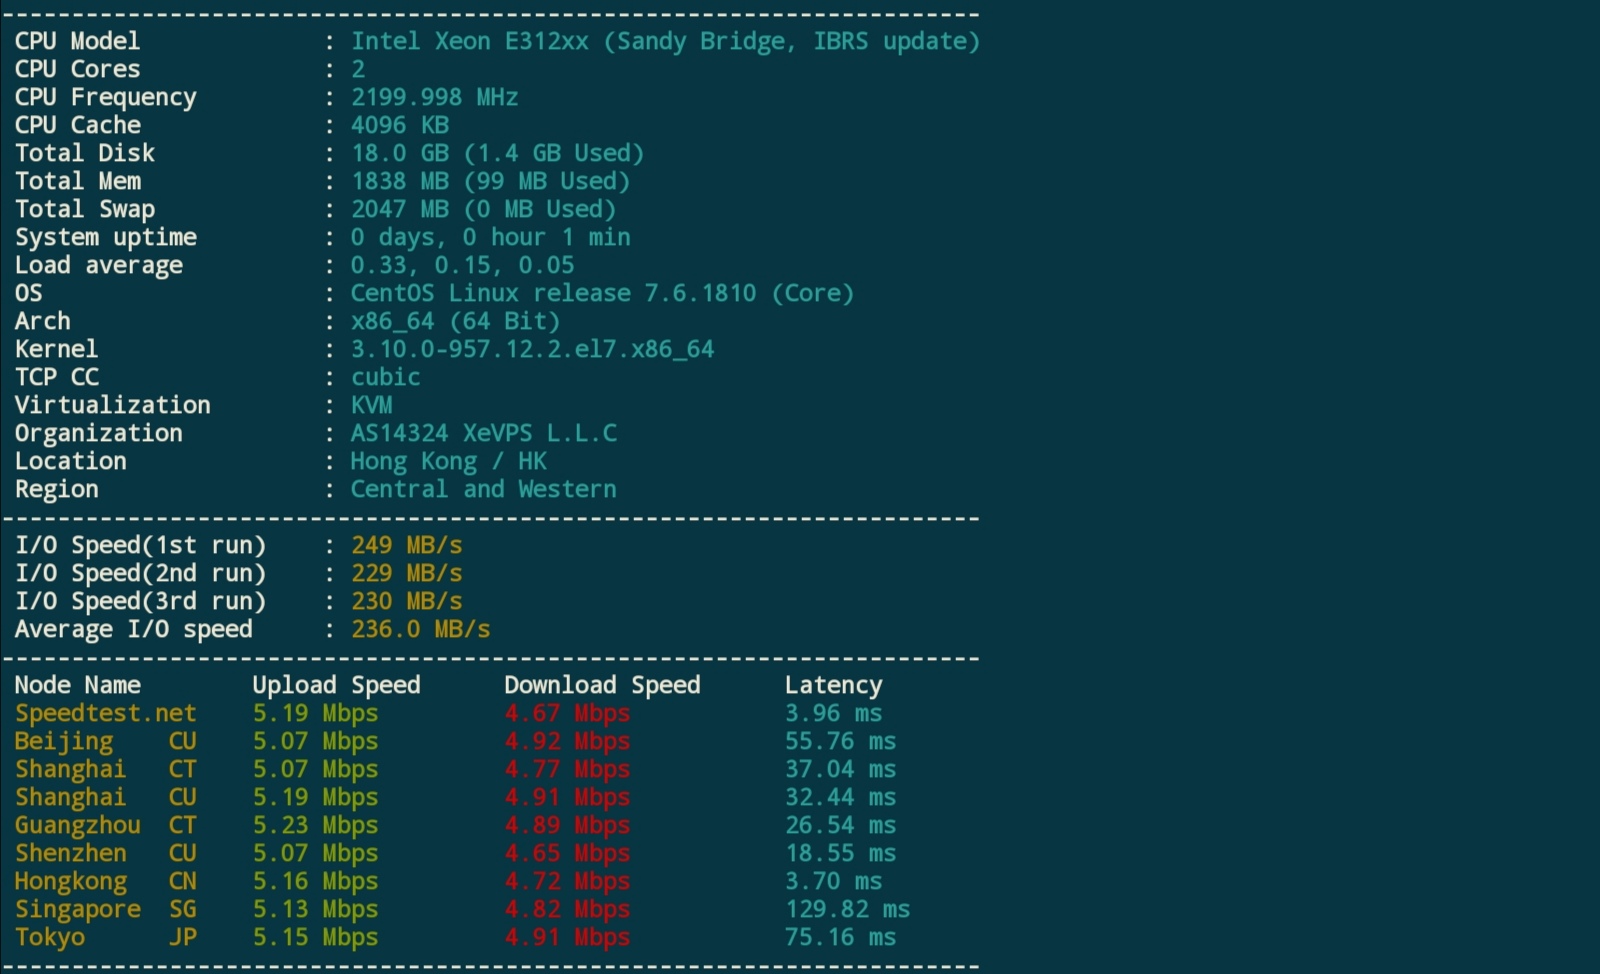 ----------------------------------------------------------------------
CPU Model : Intel Xeon E312xx (Sandy Bridge, IBRS update)
CPU Cores : 2
CPU Frequency : 2199.998 MHz
CPU Cache : 4096 KB
Total Disk : 18.0 GB (1.4 GB Used)
Total Mem : 1838 MB (99 MB Used)
Total Swap : 2047 MB (0 MB Used)
System uptime : 0 days, 0 hour 1 min
Load average : 0.33, 0.15, 0.05
OS : CentOS Linux release 7.6.1810 (Core)
Arch : x86_64 (64 Bit)
Kernel : 3.10.0-957.12.2.el7.x86_64
TCP CC : cubic
Virtualization : KVM
Organization : AS14324 XeVPS L.L.C
Location : Hong Kong / HK
Region : Central and Western
----------------------------------------------------------------------
I/O Speed(1st run) : 249 MB/s
I/O Speed(2nd run) : 229 MB/s
I/O Speed(3rd run) : 230 MB/s
Average I/O speed : 236.0 MB/s
----------------------------------------------------------------------
Node Name Upload Speed Download Speed Latency
Speedtest.net 5.19 Mbps 4.67 Mbps 3.96 ms
Beijing CU 5.07 Mbps 4.92 Mbps 55.76 ms
Shanghai CT 5.07 Mbps 4.77 Mbps 37.04 ms
Shanghai CU 5.19 Mbps 4.91 Mbps 32.44 ms
Guangzhou CT 5.23 Mbps 4.89 Mbps 26.54 ms
Shenzhen CU 5.07 Mbps 4.65 Mbps 18.55 ms
Hongkong CN 5.16 Mbps 4.72 Mbps 3.70 ms
Singapore SG 5.13 Mbps 4.82 Mbps 129.82 ms
Tokyo JP 5.15 Mbps 4.91 Mbps 75.16 ms
----------------------------------------------------------------------